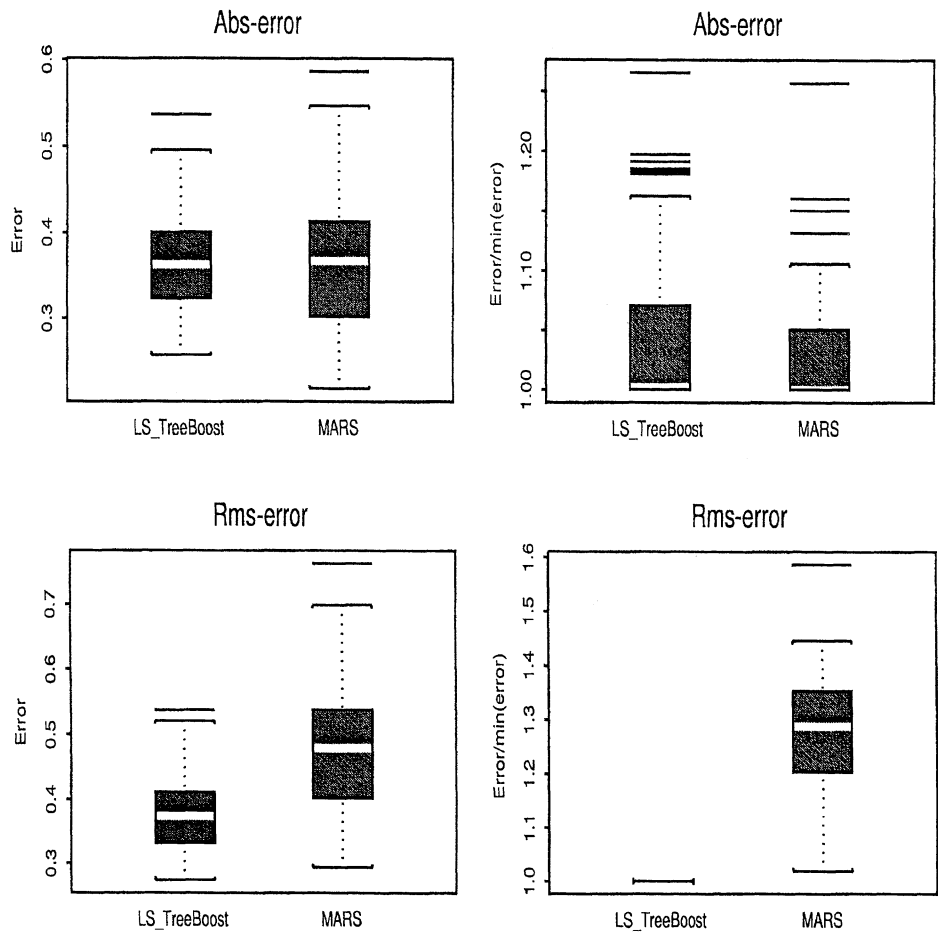 Abs-error
Error
0.6
0.5
0.4
0.3
LS_TreeBoost
MARS
Abs-error
Error/min(error)
1.20
1.10
1.00
LS_TreeBoost
MARS
Rms-error
Error
0.7
0.6
0.5
0.4
0.3
LS_TreeBoost
MARS
Rms-error
Error/min(error)
1.6
1.5
1.4
1.3
1.2
1.1
1.0
LS_TreeBoost
MARS